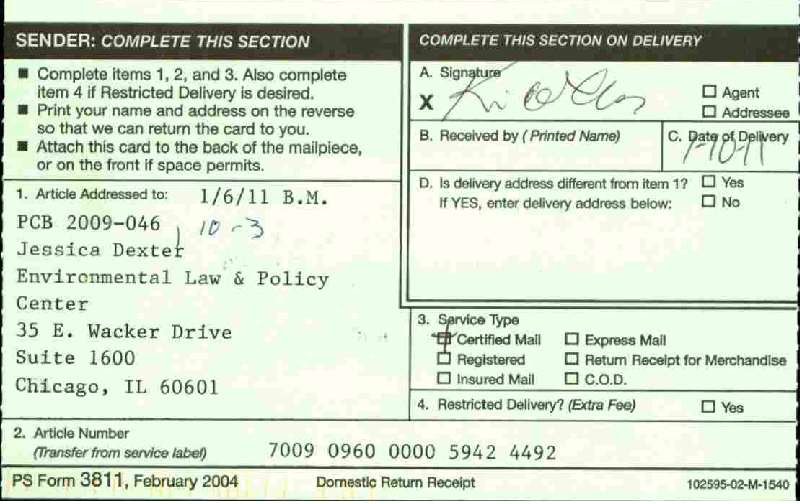 SENDER: COMPLETE THIS SECTION
■ Complete items 1, 2, and 3. Also complete
item 4 if Restricted Delivery is desired.
■ Print your name and address on the reverse
so that we can return the card to you.
■ Attach this card to the back of the mailpiece,
or on the front if space permits.
1. Article Addressed to: 1/6/11 B.M.
PCB 2009-046, 10-3
Jessica Dexter
Environmental Law & Policy
Center
35 E. Wacker Drive
Suite 1600
Chicago, IL 60601
2. Article Number
(Transfer from service label) 7009 0960 0000 5942 4492
COMPLETE THIS SECTION ON DELIVERY
A. Signature
X
☐ Agent
☐ Addressee
B. Received by (Printed Name)
C. Date of Delivery
1-10-11
D. Is delivery address different from item 1? ☐ Yes
If YES, enter delivery address below: ☐ No
3. Service Type
Certified Mail ☐ Express Mail
☐ Registered ☐ Return Receipt for Merchandise
☐ Insured Mail ☐ C.O.D.
4. Restricted Delivery? (Extra Fee) ☐ Yes
PS Form 3811, February 2004 Domestic Return Receipt 102595-02-M-1540